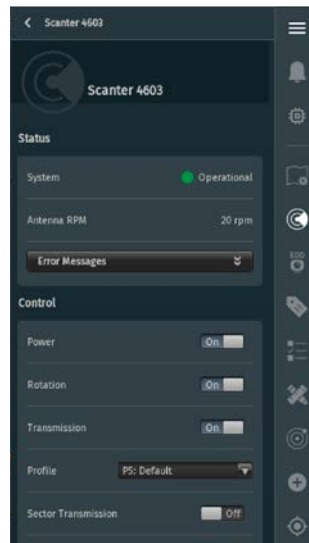 Scanter 4603
Scanter 4603
Status
System Operational
Antenna RPM 20 rpm
Error Messages
Control
Power On
Rotation On
Transmission On
Profile P5: Default
Sector Transmission Off
EDO